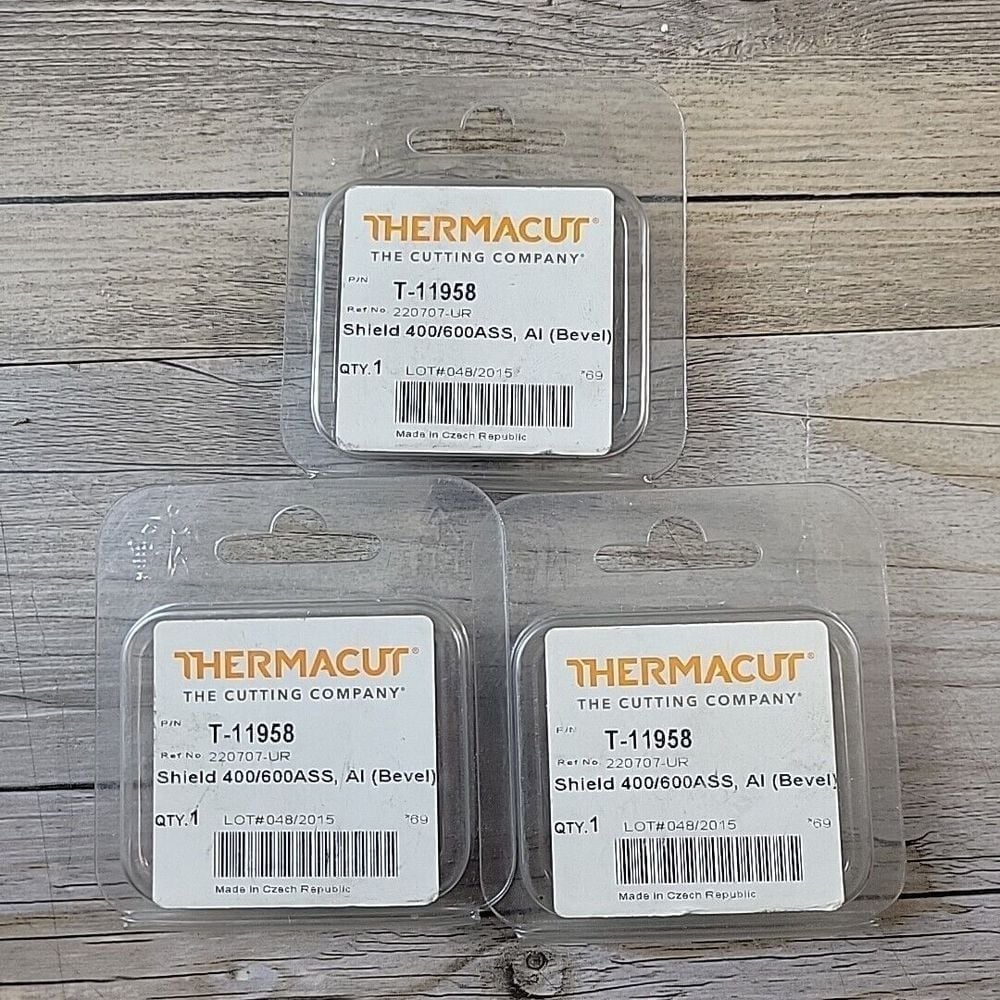 THERMACUT®
THE CUTTING COMPANY®
P/N T-11958
Ref No. 220707-UR
Shield 400/600ASS, Al (Bevel)
QTY.1 LOT#048/2015 *69
Made in Czech Republic
THERMACUT®
THE CUTTING COMPANY®
P/N T-11958
Ref No. 220707-UR
Shield 400/600ASS, Al (Bevel)
QTY.1 LOT#048/2015 *69
Made in Czech Republic
THERMACUT®
THE CUTTING COMPANY®
P/N T-11958
Ref No. 220707-UR
Shield 400/600ASS, Al (Bevel)
QTY.1 LOT#048/2015 *69
Made in Czech Republic